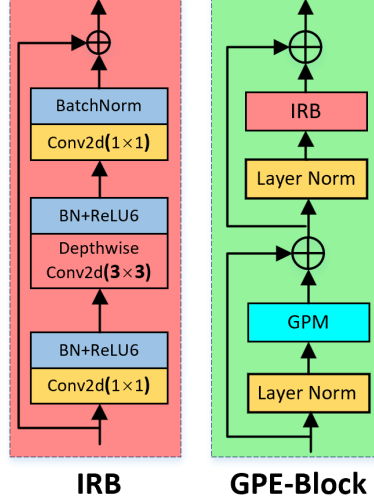 BatchNorm
Conv2d(1×1)
BN+ReLU6
Depthwise
Conv2d(3×3)
BN+ReLU6
Conv2d(1×1)
IRB
IRB
Layer Norm
GPM
Layer Norm
GPE-Block